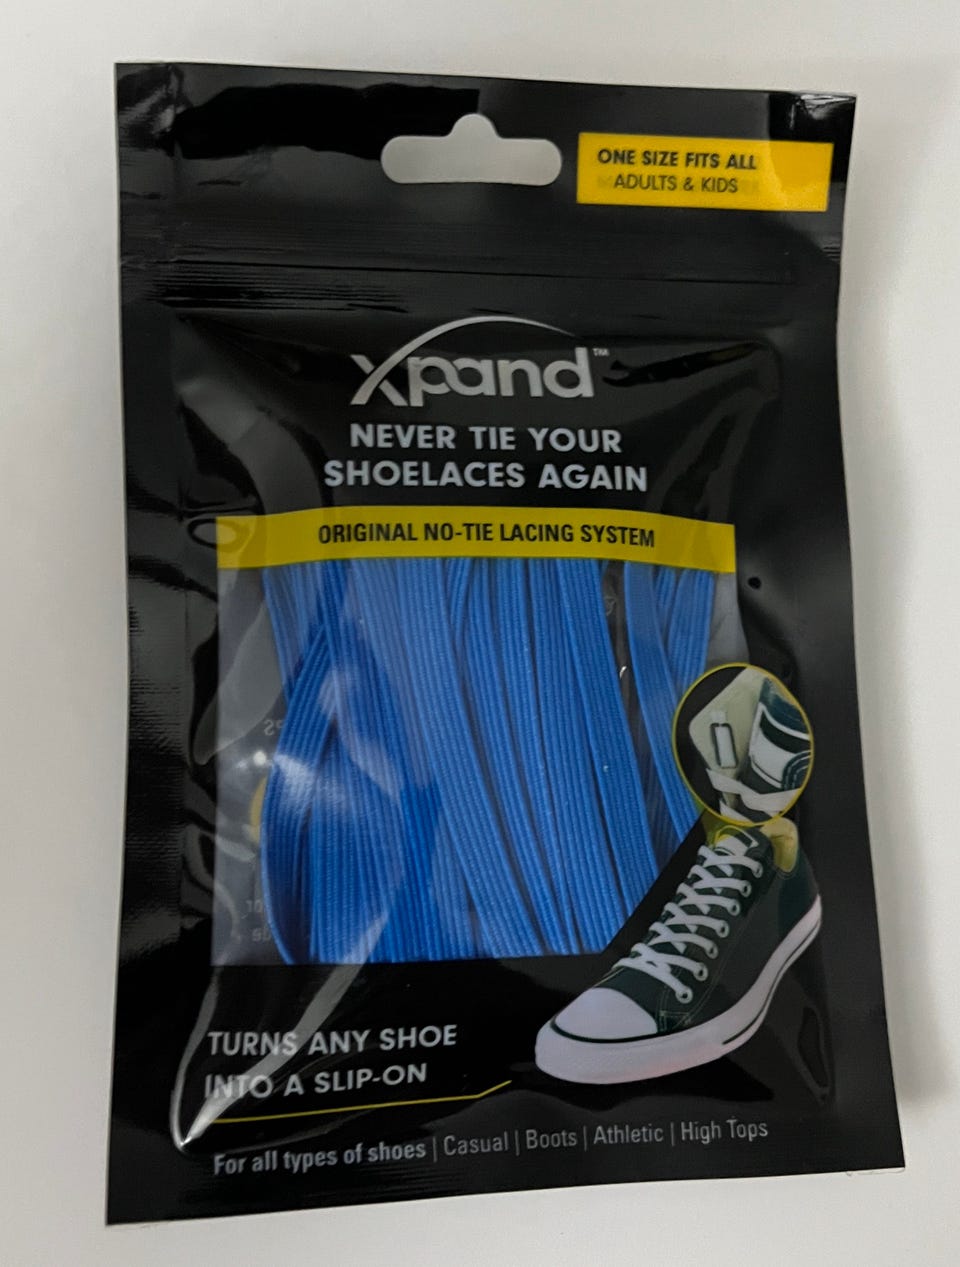 ONE SIZE FITS ALL
ADULTS & KIDS
xpand™
NEVER TIE YOUR
SHOELACES AGAIN
ORIGINAL NO-TIE LACING SYSTEM
TURNS ANY SHOE
INTO A SLIP-ON
For all types of shoes | Casual | Boots | Athletic | High Tops